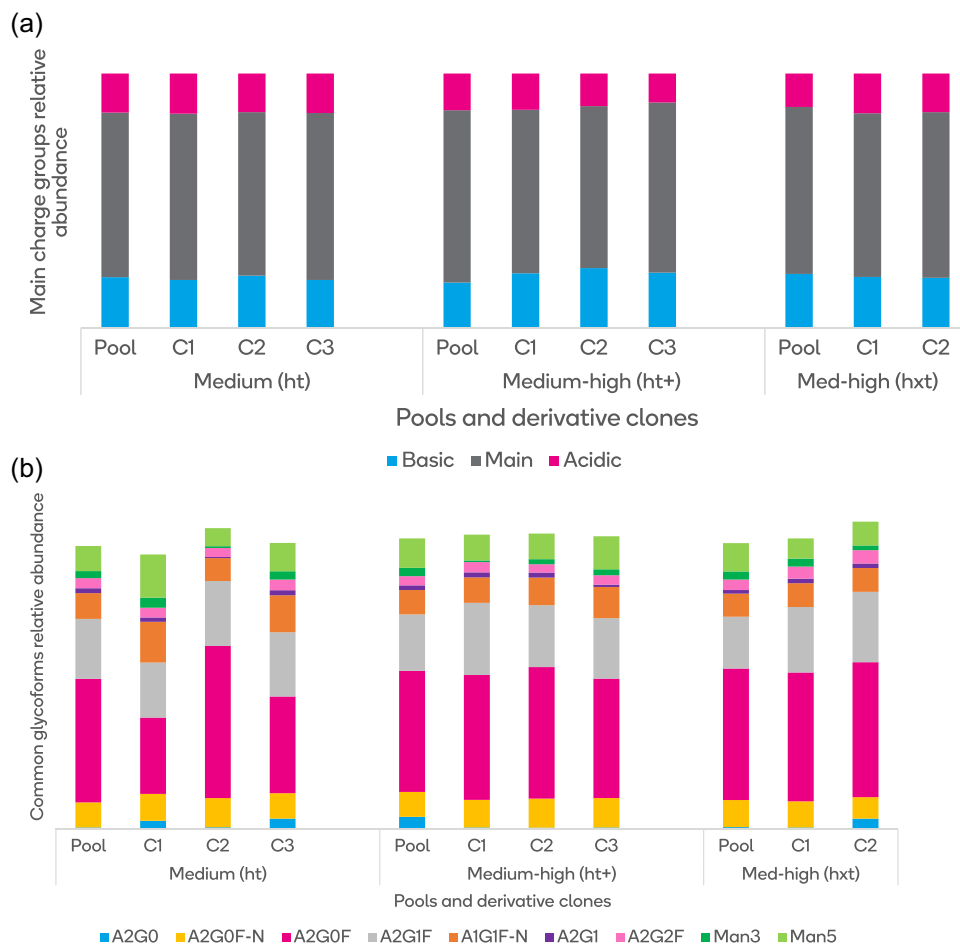 (a)
Main charge groups relative
abundance
Pool C1 C2 C3 Pool C1 C2 C3 Pool C1 C2
Medium (ht) Medium-high (ht+) Med-high (hxt)
Pools and derivative clones
Basic Main Acidic
(b)
Common glycoforms relative abundance
Pool C1 C2 C3 Pool C1 C2 C3 Pool C1 C2
Medium (ht) Medium-high (ht+) Med-high (hxt)
Pools and derivative clones
A2G0 A2G0F-N A2G0F A2G1F A1G1F-N A2G1 A2G2F Man3 Man5